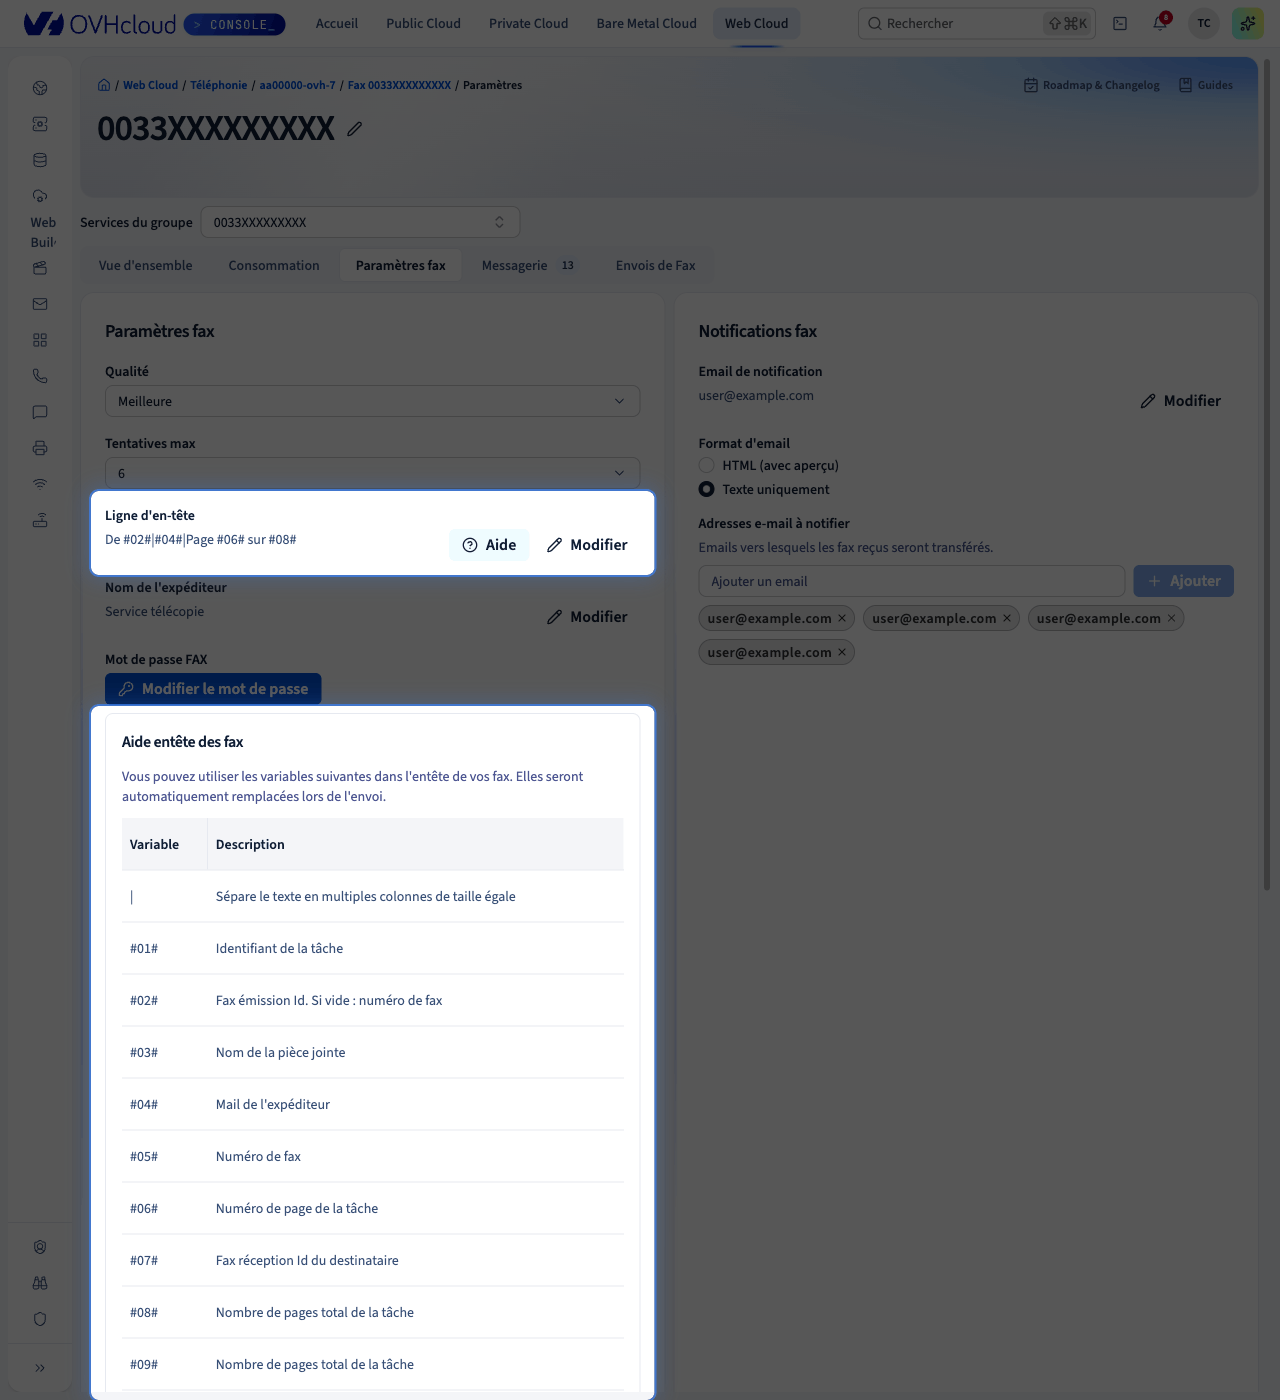 OVHcloud > CONSOLE_ Accueil Public Cloud Private Cloud Bare Metal Cloud Web Cloud Rechercher ⇧⌘K 8 TC
/ Web Cloud / Téléphonie / aa00000-ovh-7 / Fax 0033XXXXXXXXX / Paramètres
Roadmap & Changelog Guides
0033XXXXXXXXX
Web
Buil
Services du groupe 0033XXXXXXXXX
Vue d'ensemble Consommation Paramètres fax Messagerie 13 Envois de Fax
Paramètres fax
Qualité
Meilleure
Tentatives max
6
Ligne d'en-tête
De #02#|#04#|Page #06# sur #08#
Aide Modifier
Nom de l'expéditeur
Service télécopie
Modifier
Mot de passe FAX
Modifier le mot de passe
Aide entête des fax
Vous pouvez utiliser les variables suivantes dans l'entête de vos fax. Elles seront
automatiquement remplacées lors de l'envoi.
Variable Description
| Sépare le texte en multiples colonnes de taille égale
#01# Identifiant de la tâche
#02# Fax émission Id. Si vide : numéro de fax
#03# Nom de la pièce jointe
#04# Mail de l'expéditeur
#05# Numéro de fax
#06# Numéro de page de la tâche
#07# Fax réception Id du destinataire
#08# Nombre de pages total de la tâche
#09# Nombre de pages total de la tâche
Notifications fax
Email de notification
user@example.com
Modifier
Format d'email
HTML (avec aperçu)
Texte uniquement
Adresses e-mail à notifier
Emails vers lesquels les fax reçus seront transférés.
Ajouter un email
+ Ajouter
user@example.com × user@example.com × user@example.com ×
user@example.com ×